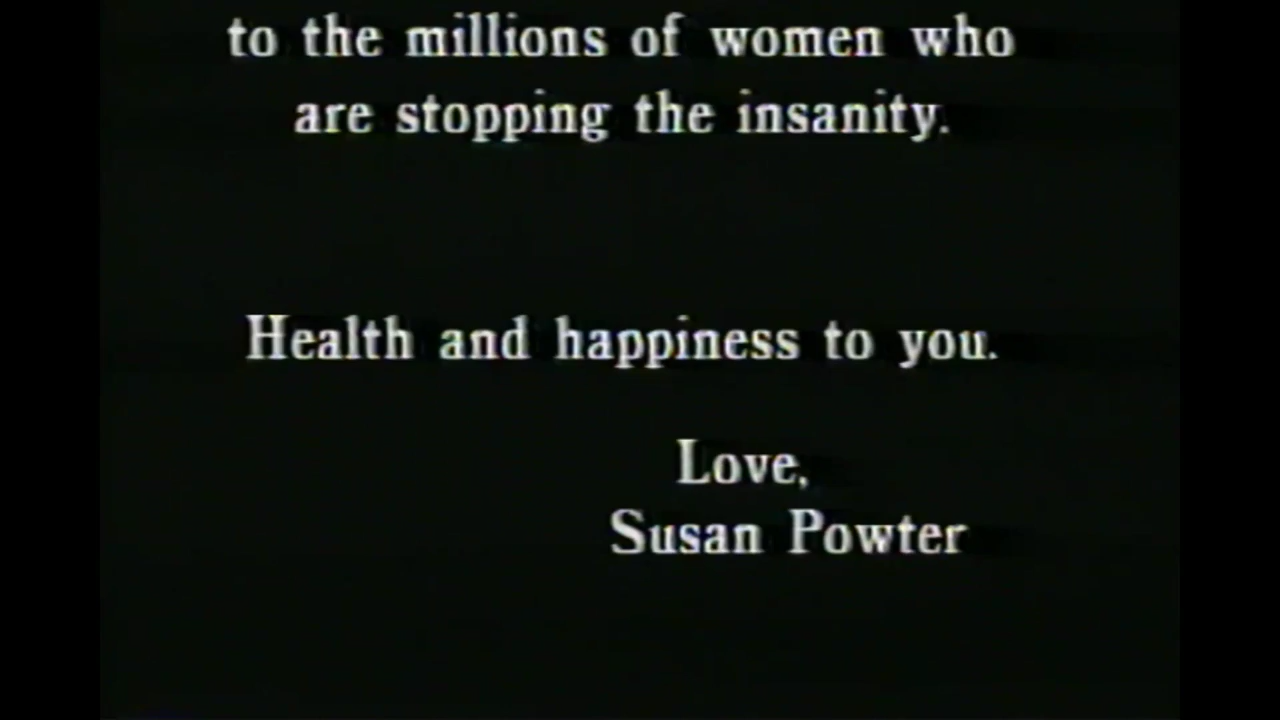 to the millions of women who
are stopping the insanity.
Health and happiness to you.
Love,
Susan Powter